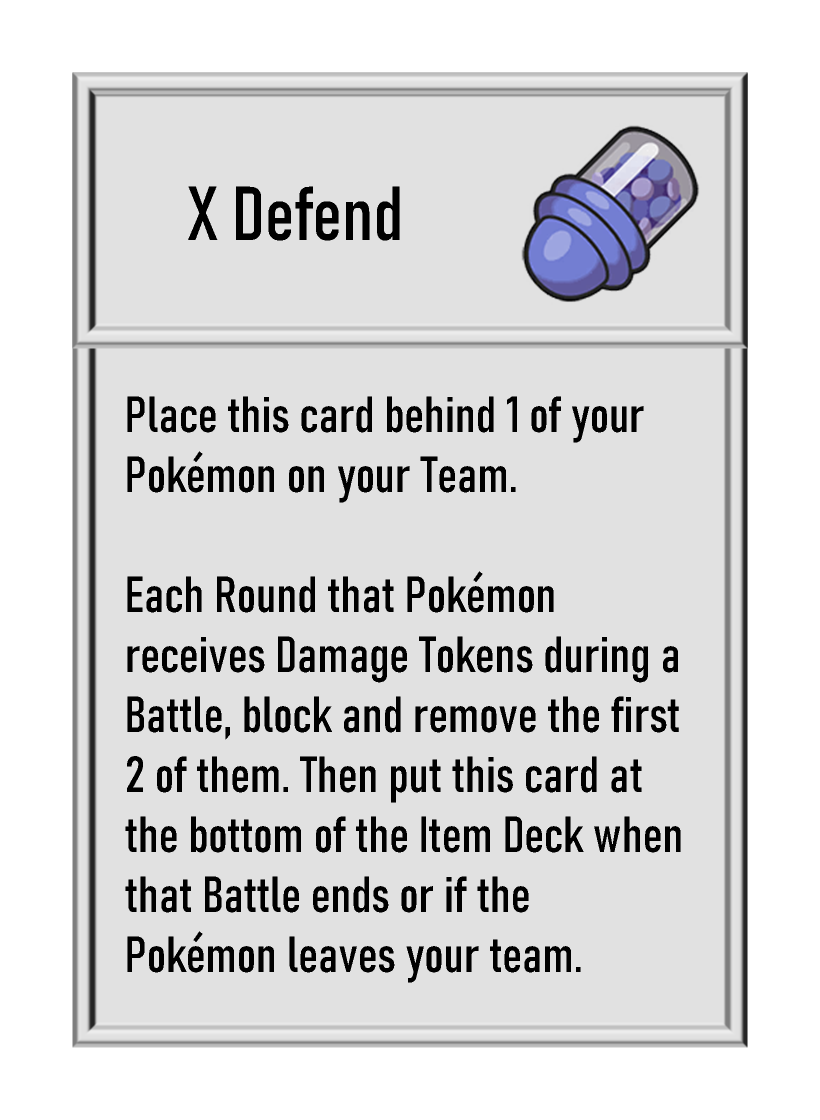 X Defend
Place this card behind 1 of your
Pokémon on your Team.
Each Round that Pokémon
receives Damage Tokens during a
Battle, block and remove the first
2 of them. Then put this card at
the bottom of the Item Deck when
that Battle ends or if the
Pokémon leaves your team.